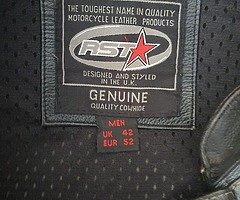 THE TOUGHEST NAME IN QUALITY
MOTORCYCLE LEATHER PRODUCTS
RST
DESIGNED AND STYLED
IN THE U.K.
GENUINE
QUALITY COWHIDE
MEN
UK 42
EUR 52